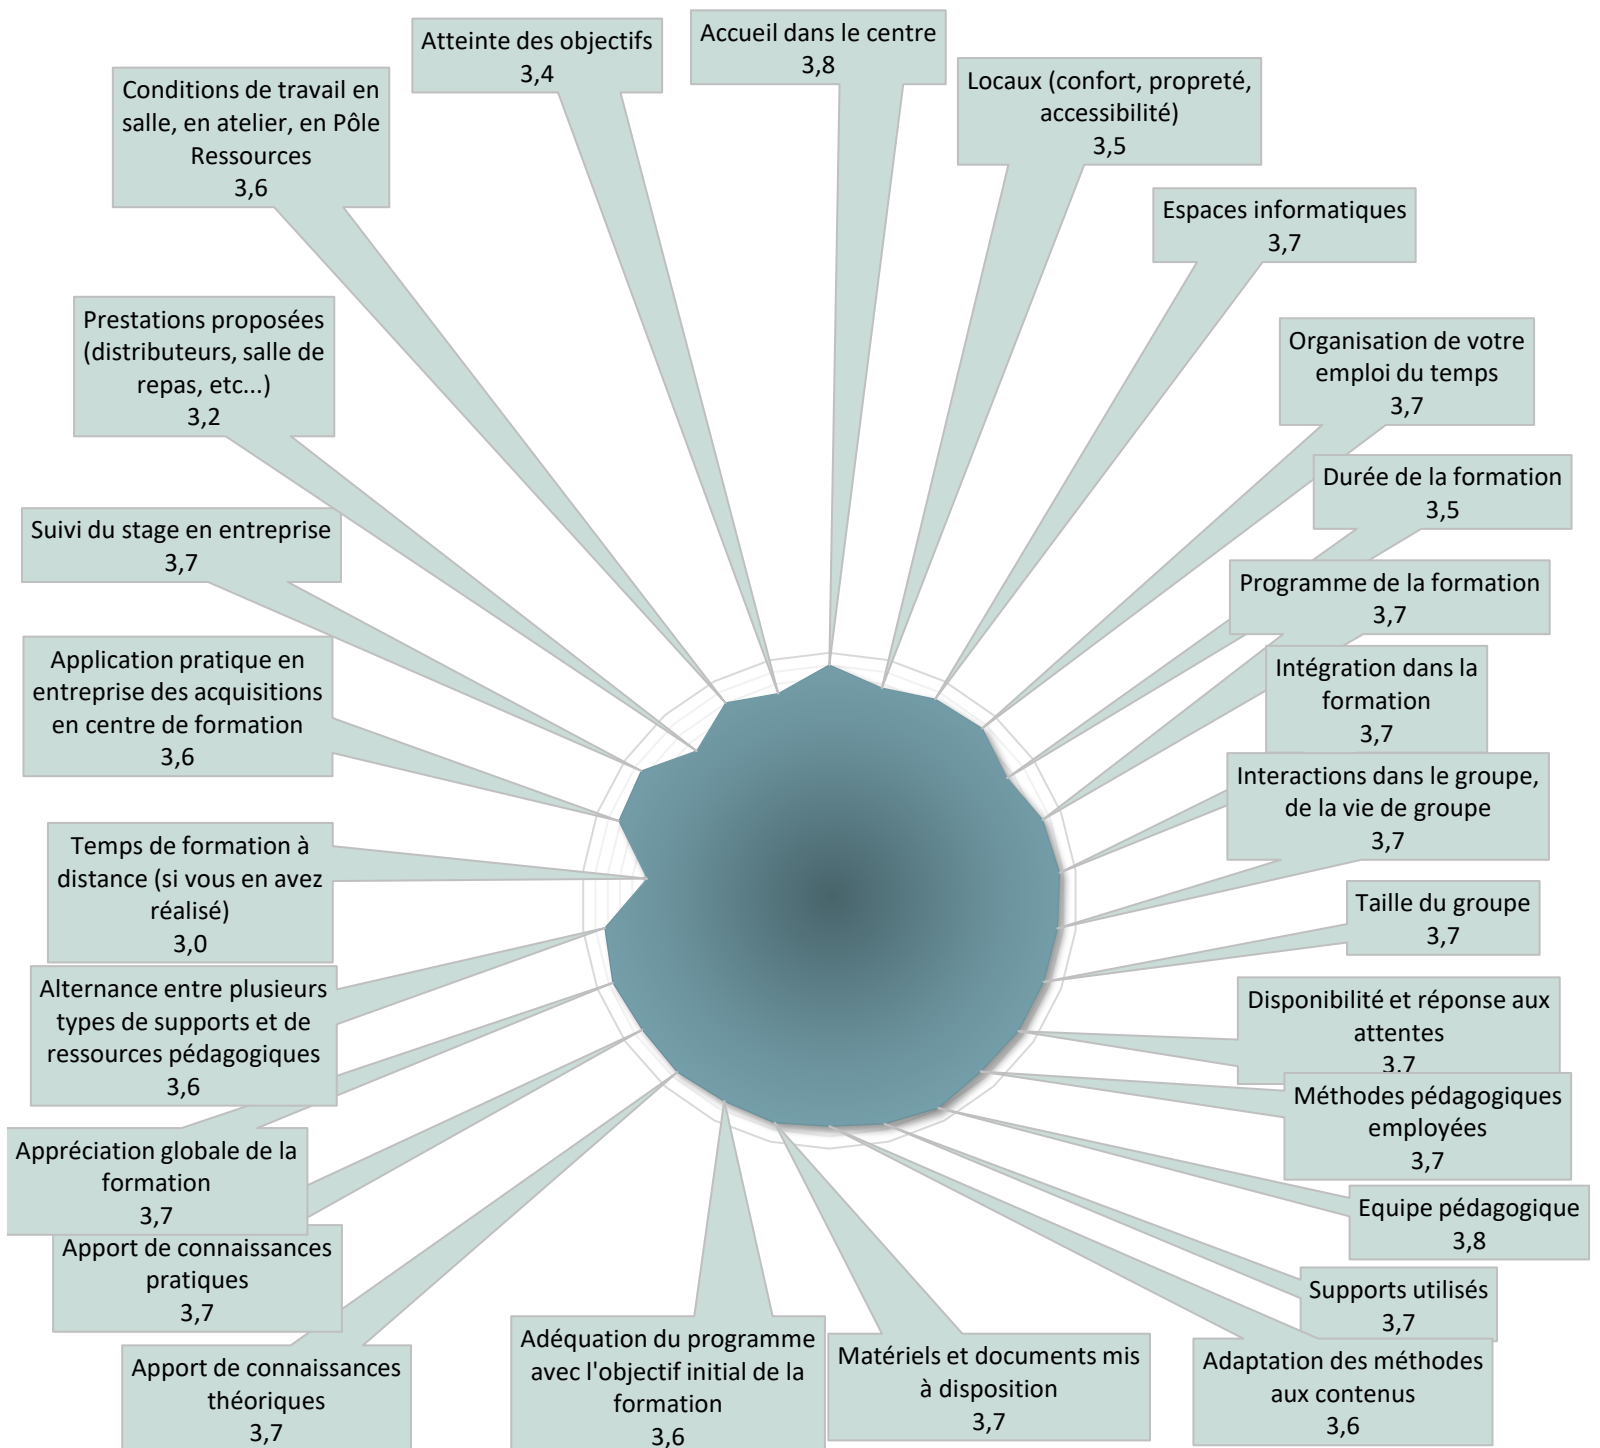 Accueil dans le centre
3,8
Locaux (confort, propreté,
accessibilité)
3,5
Espaces informatiques
3,7
Organisation de votre
emploi du temps
3,7
Durée de la formation
3,5
Programme de la formation
3,7
Intégration dans la
formation
3,7
Interactions dans le groupe,
de la vie de groupe
3,7
Taille du groupe
3,7
Disponibilité et réponse aux
attentes
3,7
Méthodes pédagogiques
employées
3,7
Equipe pédagogique
3,8
Supports utilisés
3,7
Adaptation des méthodes
aux contenus
3,6
Matériels et documents mis
à disposition
3,7
Adéquation du programme
avec l'objectif initial de la
formation
3,6
Apport de connaissances
théoriques
3,7
Apport de connaissances
pratiques
3,7
Appréciation globale de la
formation
3,7
Alternance entre plusieurs
types de supports et de
ressources pédagogiques
3,6
Temps de formation à
distance (si vous en avez
réalisé)
3,0
Application pratique en
entreprise des acquisitions
en centre de formation
3,6
Suivi du stage en entreprise
3,7
Prestations proposées
(distributeurs, salle de
repas, etc...)
3,2
Conditions de travail en
salle, en atelier, en Pôle
Ressources
3,6
Atteinte des objectifs
3,4